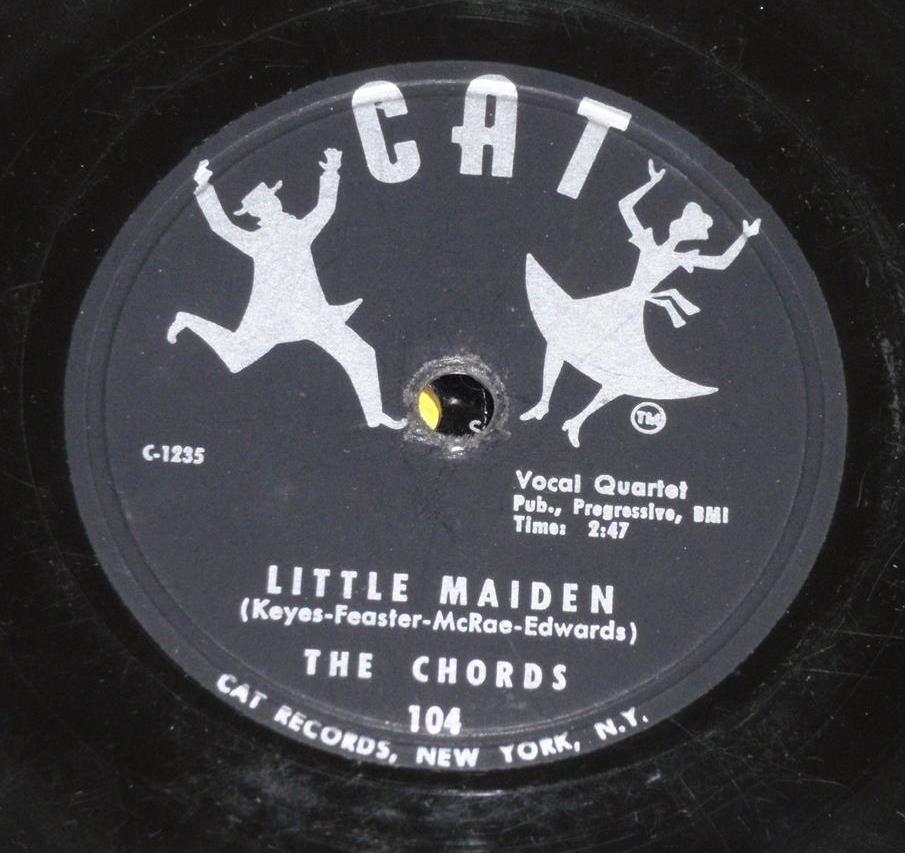 CAT
TM
C-1235
Vocal Quartet
Pub., Progressive, BMI
Time: 2:47
LITTLE MAIDEN
(Keyes-Feaster-McRae-Edwards)
THE CHORDS
104
CAT RECORDS, NEW YORK, N.Y.